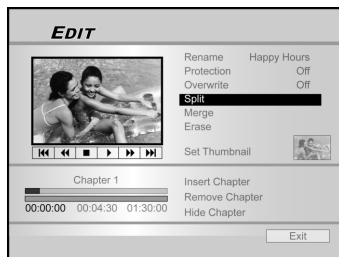 EDIT
Rename Happy Hours
Protection Off
Overwrite Off
Split
Merge
Erase
Set Thumbnail
Chapter 1
00:00:00 00:04:30 01:30:00
Insert Chapter
Remove Chapter
Hide Chapter
Exit